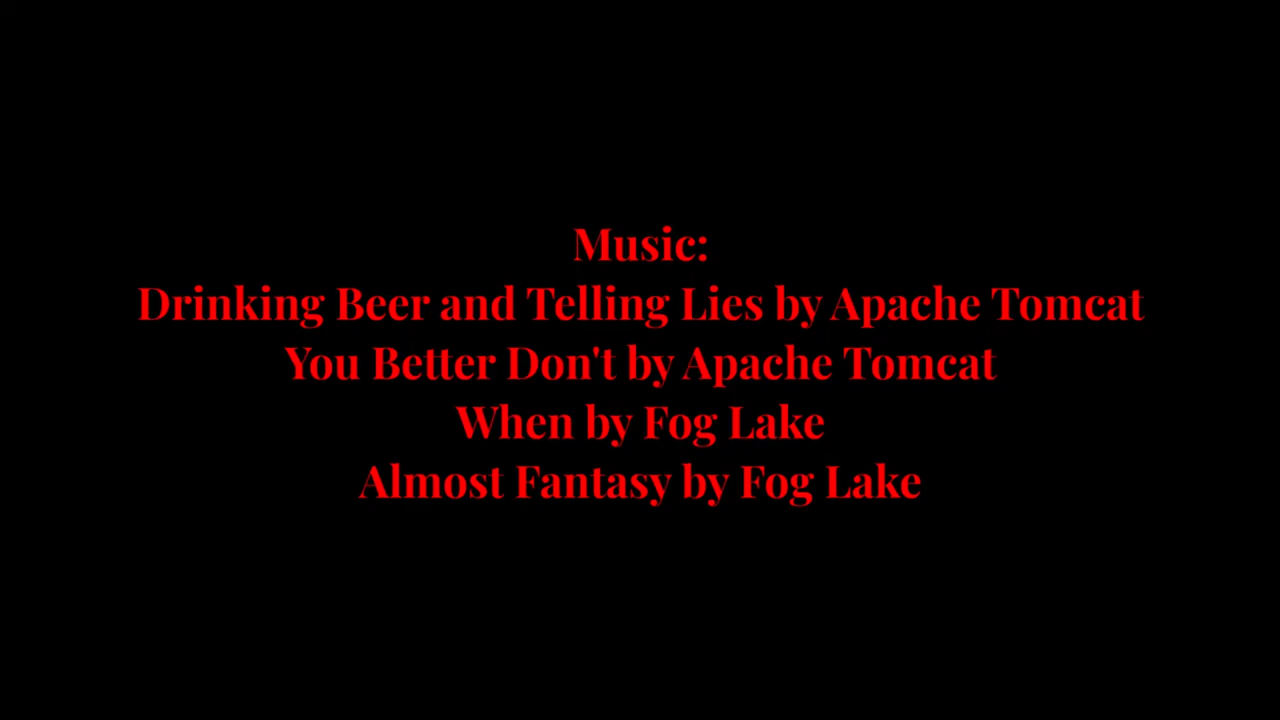 Music:
Drinking Beer and Telling Lies by Apache Tomcat
You Better Don't by Apache Tomcat
When by Fog Lake
Almost Fantasy by Fog Lake